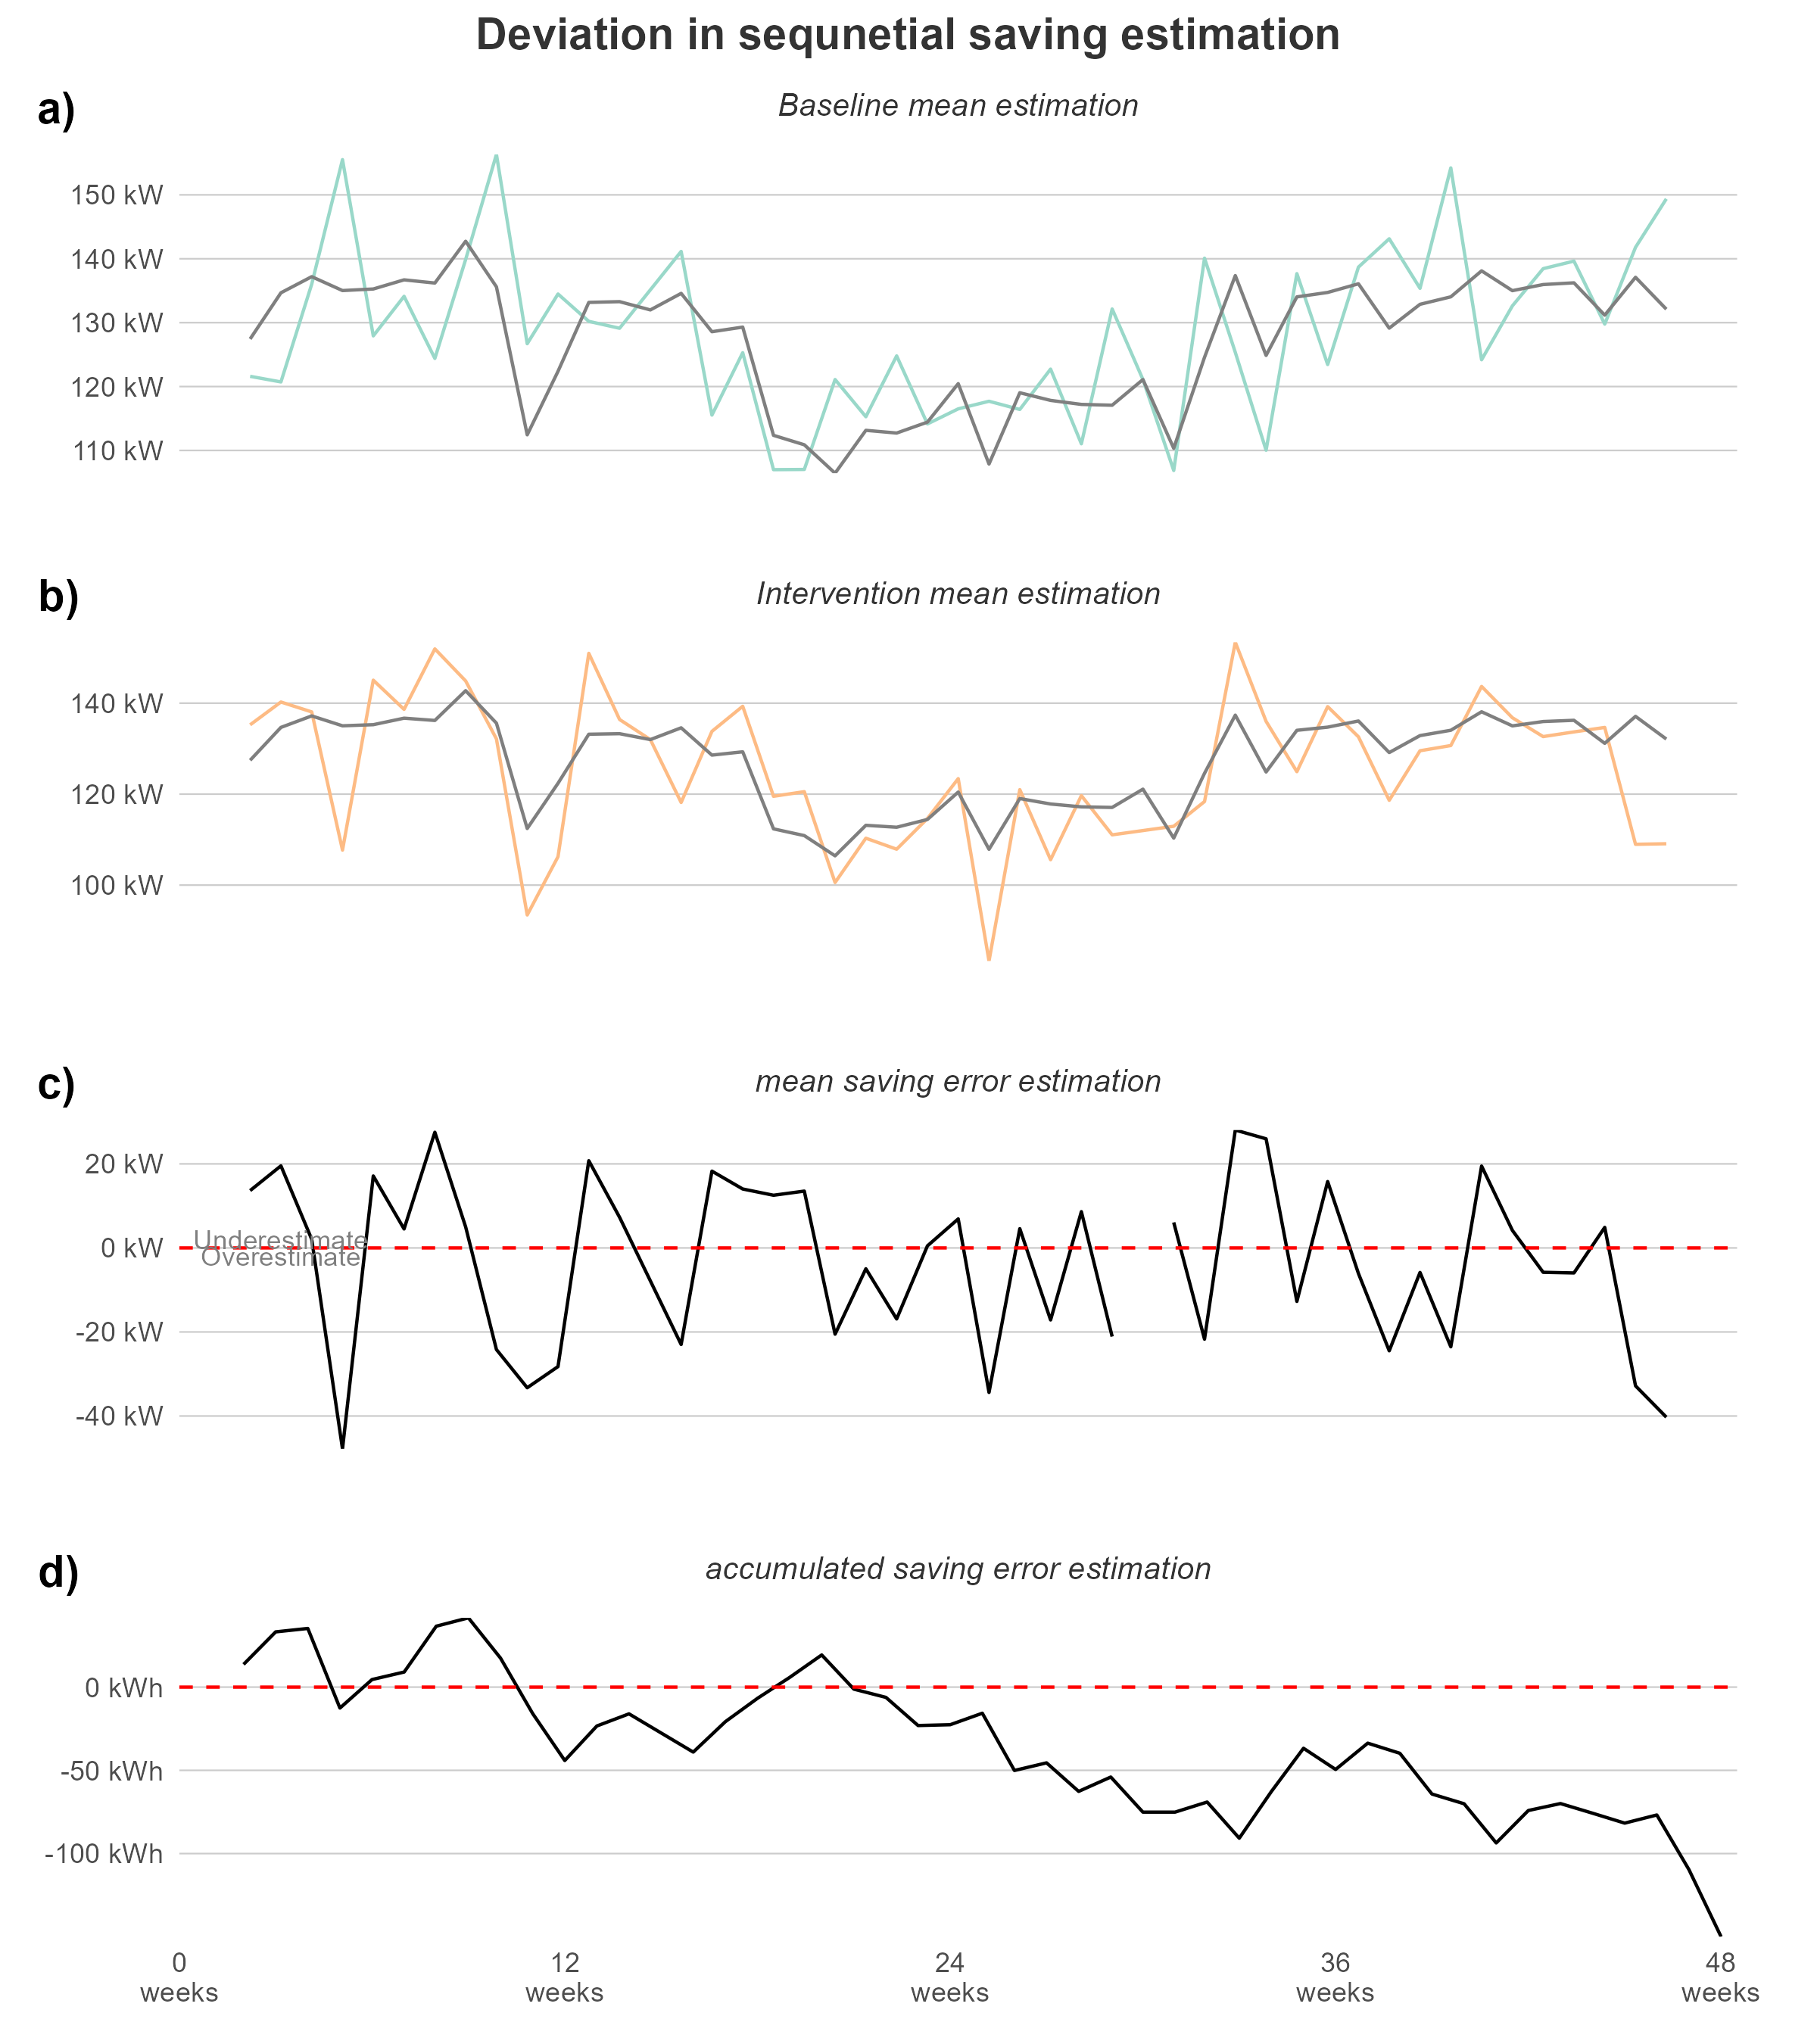 Deviation in sequnetial saving estimation
a)
Baseline mean estimation
150 kW
140 kW
130 kW
120 kW
110 kW
b)
Intervention mean estimation
140 kW
120 kW
100 kW
c)
mean saving error estimation
20 kW
Underestimate
0 kW
Overestimate
-20 kW
-40 kW
d)
accumulated saving error estimation
0 kWh
-50 kWh
-100 kWh
0 12 24 36 48
weeks weeks weeks weeks weeks